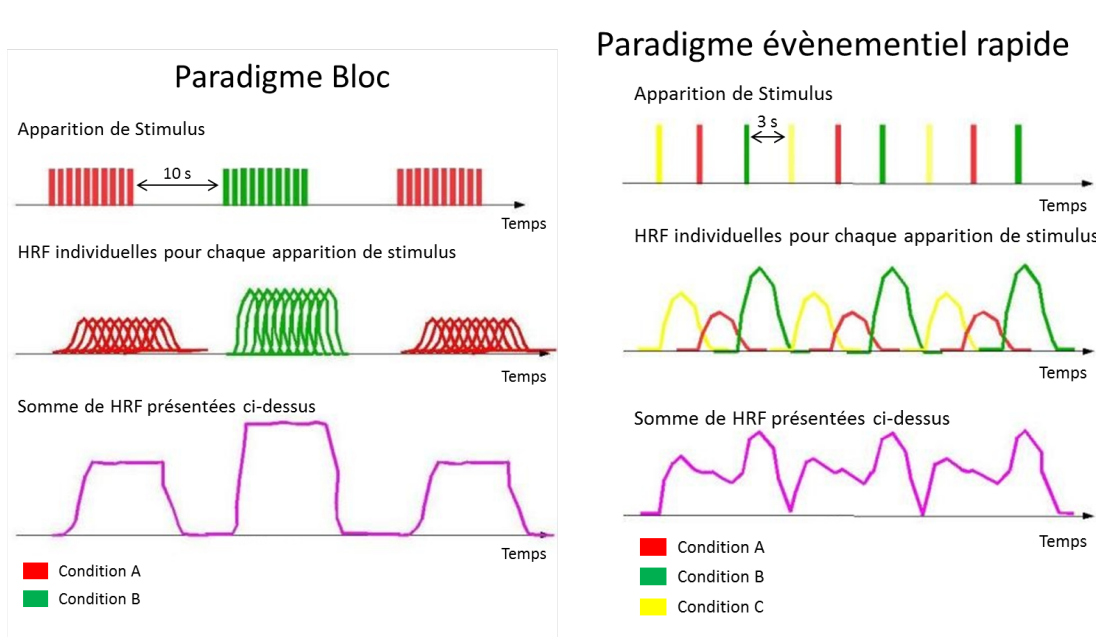 Paradigme Bloc
Apparition de Stimulus
10 s
Temps
HRF individuelles pour chaque apparition de stimulus
Temps
Somme de HRF présentées ci-dessus
Temps
Condition A
Condition B
Paradigme évènementiel rapide
Apparition de Stimulus
3 s
Temps
HRF individuelles pour chaque apparition de stimulus
Temps
Somme de HRF présentées ci-dessus
Temps
Condition A
Condition B
Condition C